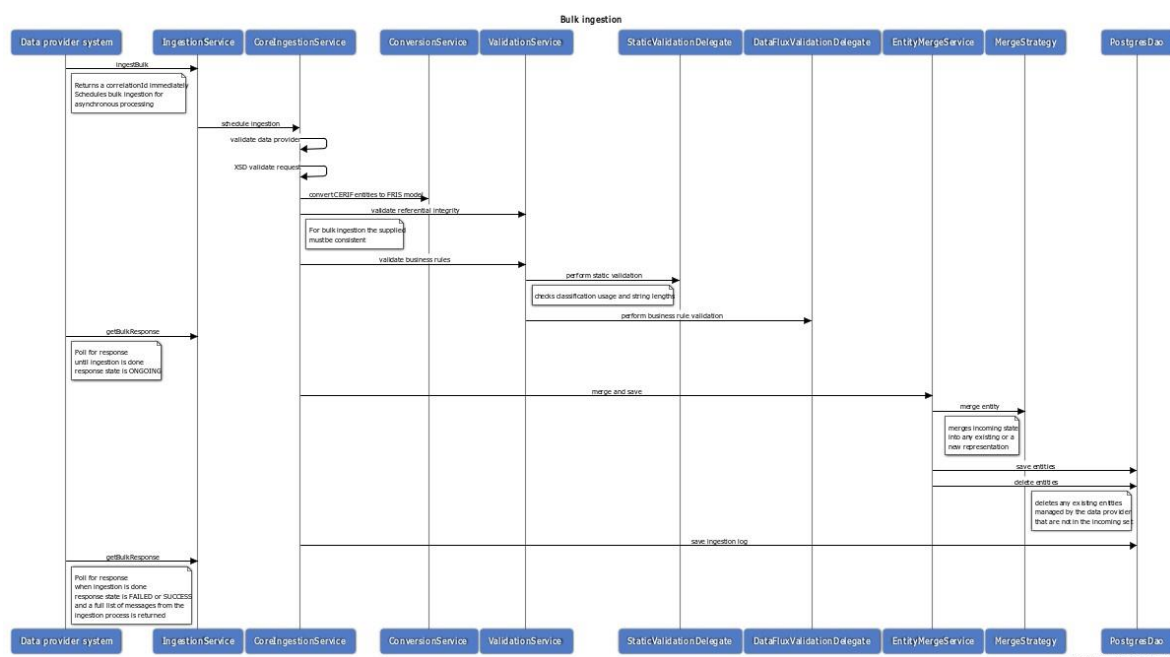 Bulk ingestion
Data provider system
IngestionService
CoreIngestionService
ConversionService
ValidationService
StaticValidationDelegate
DataFluxValidationDelegate
EntityMergeService
MergeStrategy
PostgresDao
ingestBulk
Returns a correlationId immediately
Schedules bulk ingestion for
asynchronous processing
schedule ingestion
validate data provider
XSD validate request
convert CERIF entities to FRIS model
validate referential integrity
For bulk ingestion the supplied
must be consistent
validate business rules
perform static validation
checks classification usage and string lengths
perform business rule validation
getBulkResponse
Poll for response
until ingestion is done
response state is ONGOING
merge and save
merge entity
merges incoming state
into any existing or a
new representation
save entities
delete entities
deletes any existing entities
managed by the data provider
that are not in the incoming set
save ingestion log
getBulkResponse
Poll for response
when ingestion is done
response state is FAILED or SUCCESS
and a full list of messages from the
ingestion process is returned
Data provider system
IngestionService
CoreIngestionService
ConversionService
ValidationService
StaticValidationDelegate
DataFluxValidationDelegate
EntityMergeService
MergeStrategy
PostgresDao